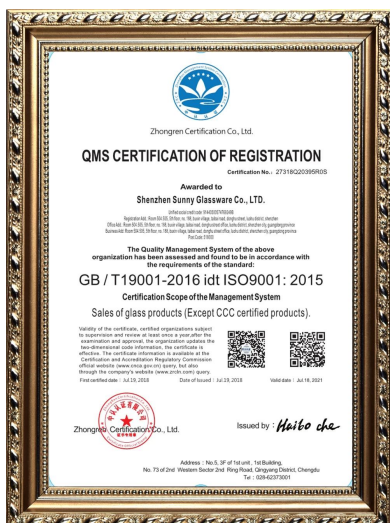 Zhongren Certification Co., Ltd.
QMS CERTIFICATION OF REGISTRATION
Certification No.: 27318Q20395R0S
Awarded to
Shenzhen Sunny Glassware Co., LTD.
The Quality Management System of the above
organization has been assessed and found to be in accordance with
the requirements of the standard:
GB / T19001-2016 idt ISO9001: 2015
Certification Scope of the Management System
Sales of glass products (Except CCC certified products).
Validity of the certificate, certified organizations subject
to supervision and review at least once a year,after the
examination and approval, the organization updates the
two-dimensional code information, the certificate is
effective. The certificate information is available at the
Certification and Accreditation Regulatory Commission
official website (www.cnca.gov.cn) query, but also
through the company's website (www.zrcln.com) query.
First certified date : Jul.19, 2018
Date of issued : Jul.19, 2018
Valid date : Jul.18, 2021
Zhongren Certification Co., Ltd.
Issued by : Haibo che
Address : No.5, 3F of 1st unit , 1st Building,
No. 73 of 2nd Western Sector 2nd Ring Road, Qingyang District, Chengdu
Tel : 028-62373001